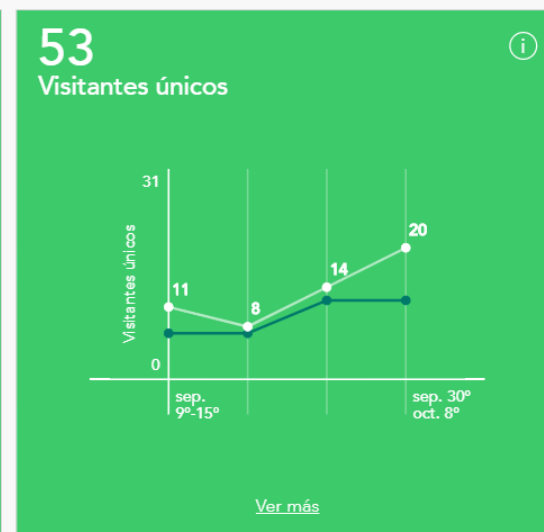 53
Visitantes únicos
i
31
Visitantes únicos
11
8
14
20
0
sep.
9º-15º
sep. 30º
oct. 8º
Ver más